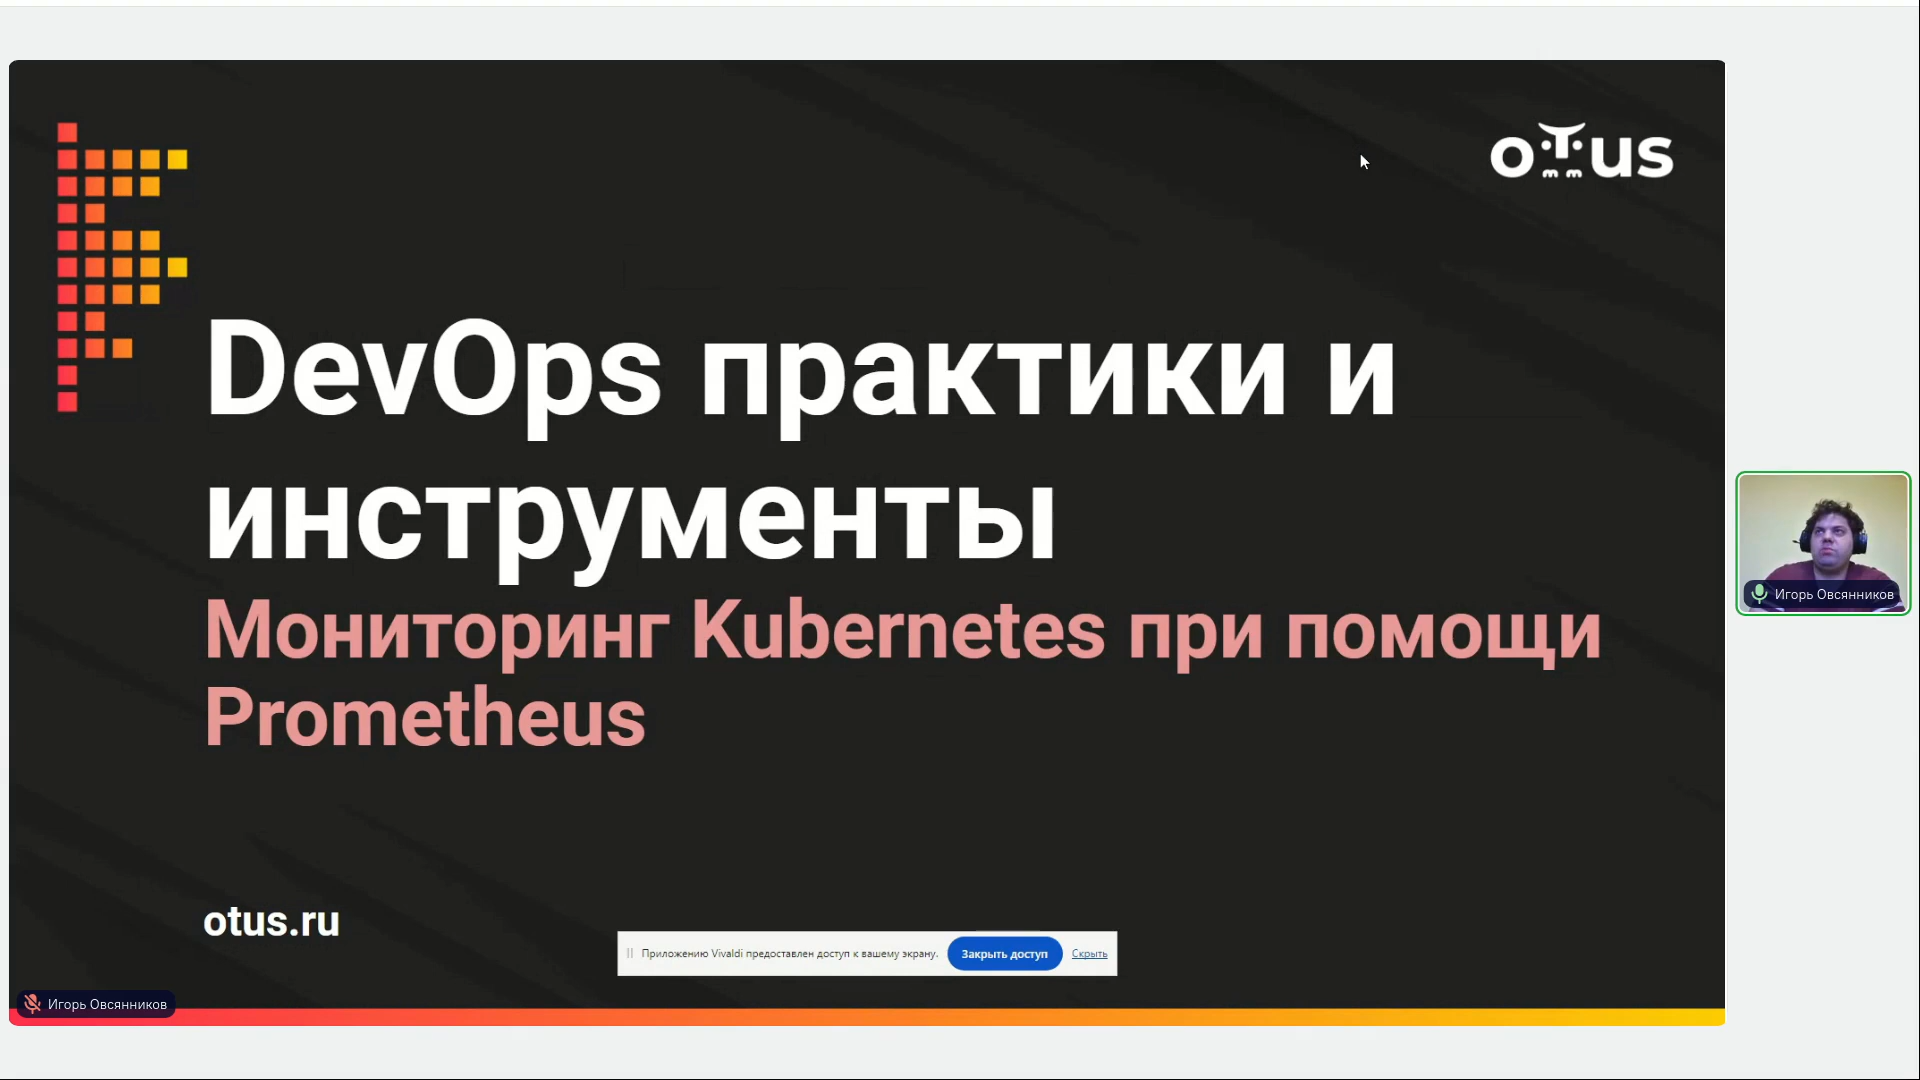 otus
DevOps практики и
инструменты
Мониторинг Kubernetes при помощи
Prometheus
Игорь Овсянников
otus.ru
Приложению Vivaldi предоставлен доступ к вашему экрану. Закрыть доступ Скрыть
Игорь Овсянников